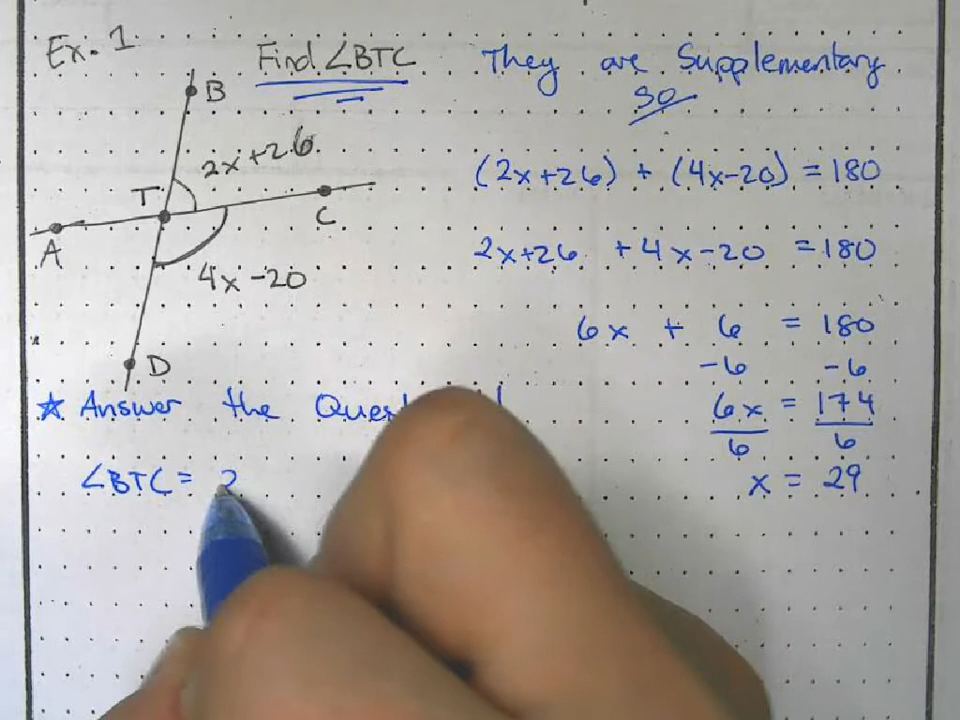 Ex. 1
Find ∠BTC
B
2x+26
T
C
A
4x-20
D
They are Supplementary
so
(2x+26) + (4x-20) = 180
2x+26 +4x-20 = 180
6x + 6 = 180
-6 -6
6x = 174
6 6
x = 29
☆ Answer the
∠BTC = 2